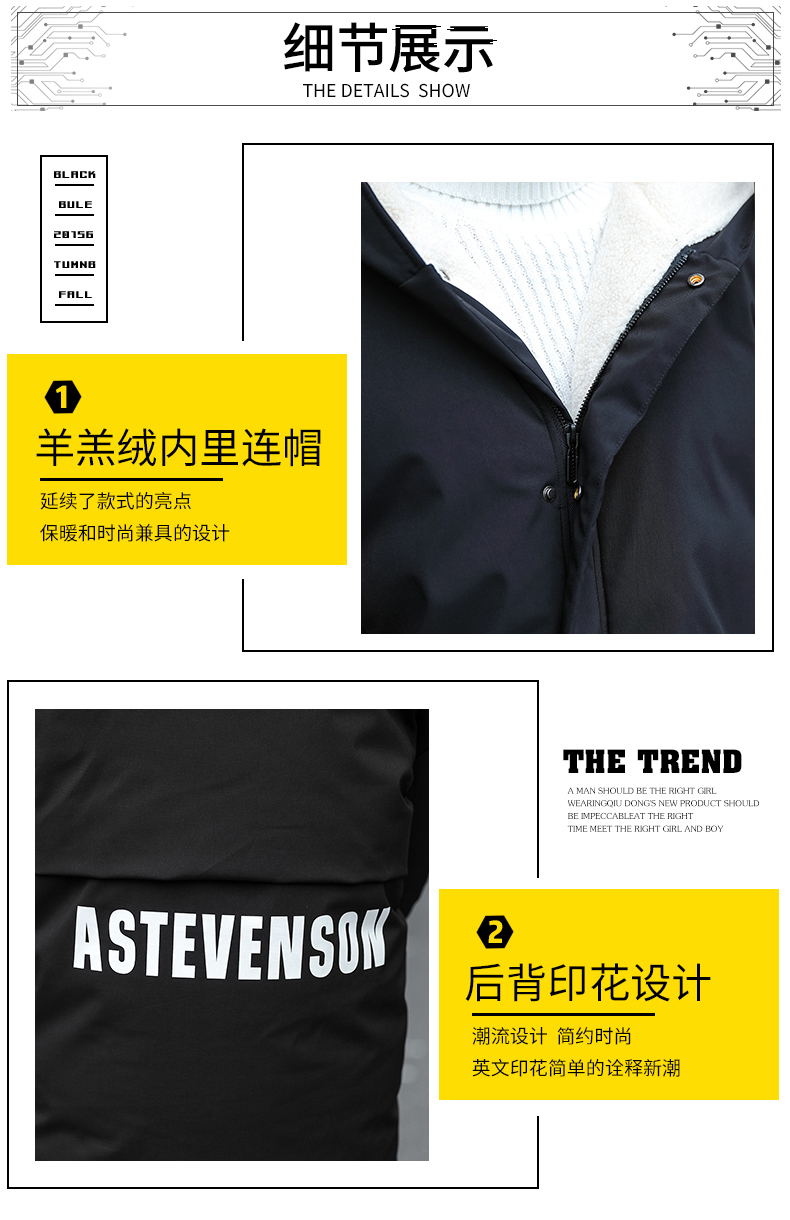 细节展示
THE DETAILS SHOW
BLACK
BULE
20156
TUMNB
FALL
1
羊羔绒内里连帽
延续了款式的亮点
保暖和时尚兼具的设计
THE TREND
A MAN SHOULD BE THE RIGHT GIRL
WEARINGQIU DONG'S NEW PRODUCT SHOULD
BE IMPECCABLEAT THE RIGHT
TIME MEET THE RIGHT GIRL AND BOY
ASTEVENSON
2
后背印花设计
潮流设计 简约时尚
英文印花简单的诠释新潮